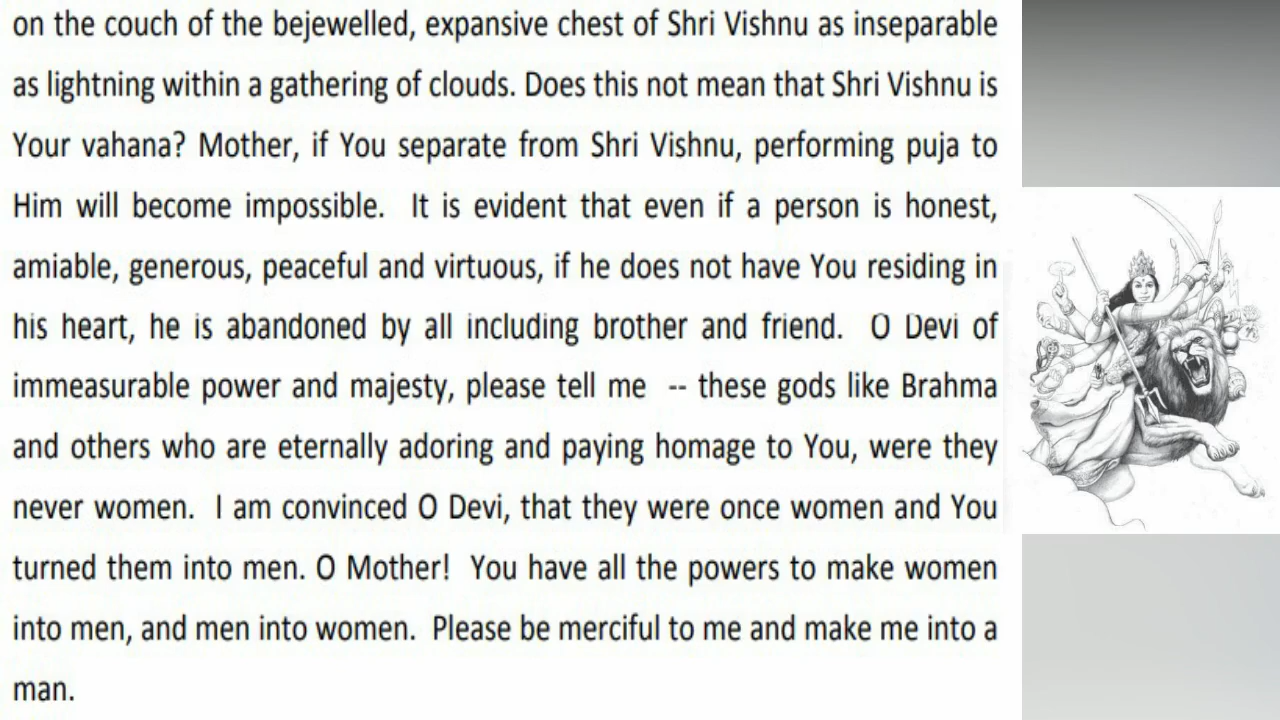 on the couch of the bejewelled, expansive chest of Shri Vishnu as inseparable
as lightning within a gathering of clouds. Does this not mean that Shri Vishnu is
Your vahana? Mother, if You separate from Shri Vishnu, performing puja to
Him will become impossible.  It is evident that even if a person is honest,
amiable, generous, peaceful and virtuous, if he does not have You residing in
his heart, he is abandoned by all including brother and friend.  O Devi of
immeasurable power and majesty, please tell me  -- these gods like Brahma
and others who are eternally adoring and paying homage to You, were they
never women.  I am convinced O Devi, that they were once women and You
turned them into men. O Mother!  You have all the powers to make women
into men, and men into women.  Please be merciful to me and make me into a
man.